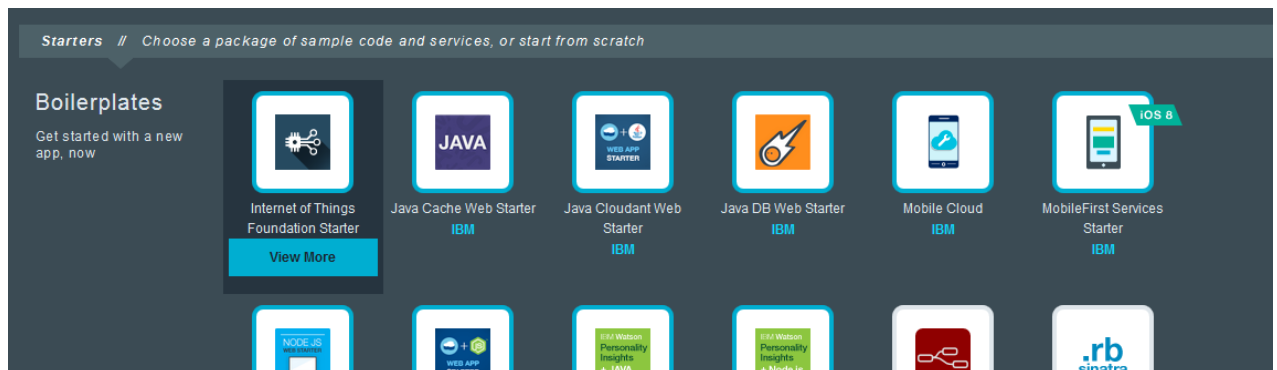 Starters // Choose a package of sample code and services, or start from scratch
Boilerplates
Get started with a new
app, now
JAVA
+
WEB APP
STARTER
iOS 8
Internet of Things
Foundation Starter
View More
Java Cache Web Starter
IBM
Java Cloudant Web
Starter
IBM
Java DB Web Starter
IBM
Mobile Cloud
IBM
MobileFirst Services
Starter
IBM
NODE JS
WEB STARTER
+
WEB APP
IBM Watson
Personality
Insights
+ JAVA
IBM Watson
Personality
Insights
+ Node.js
.rb
sinatra